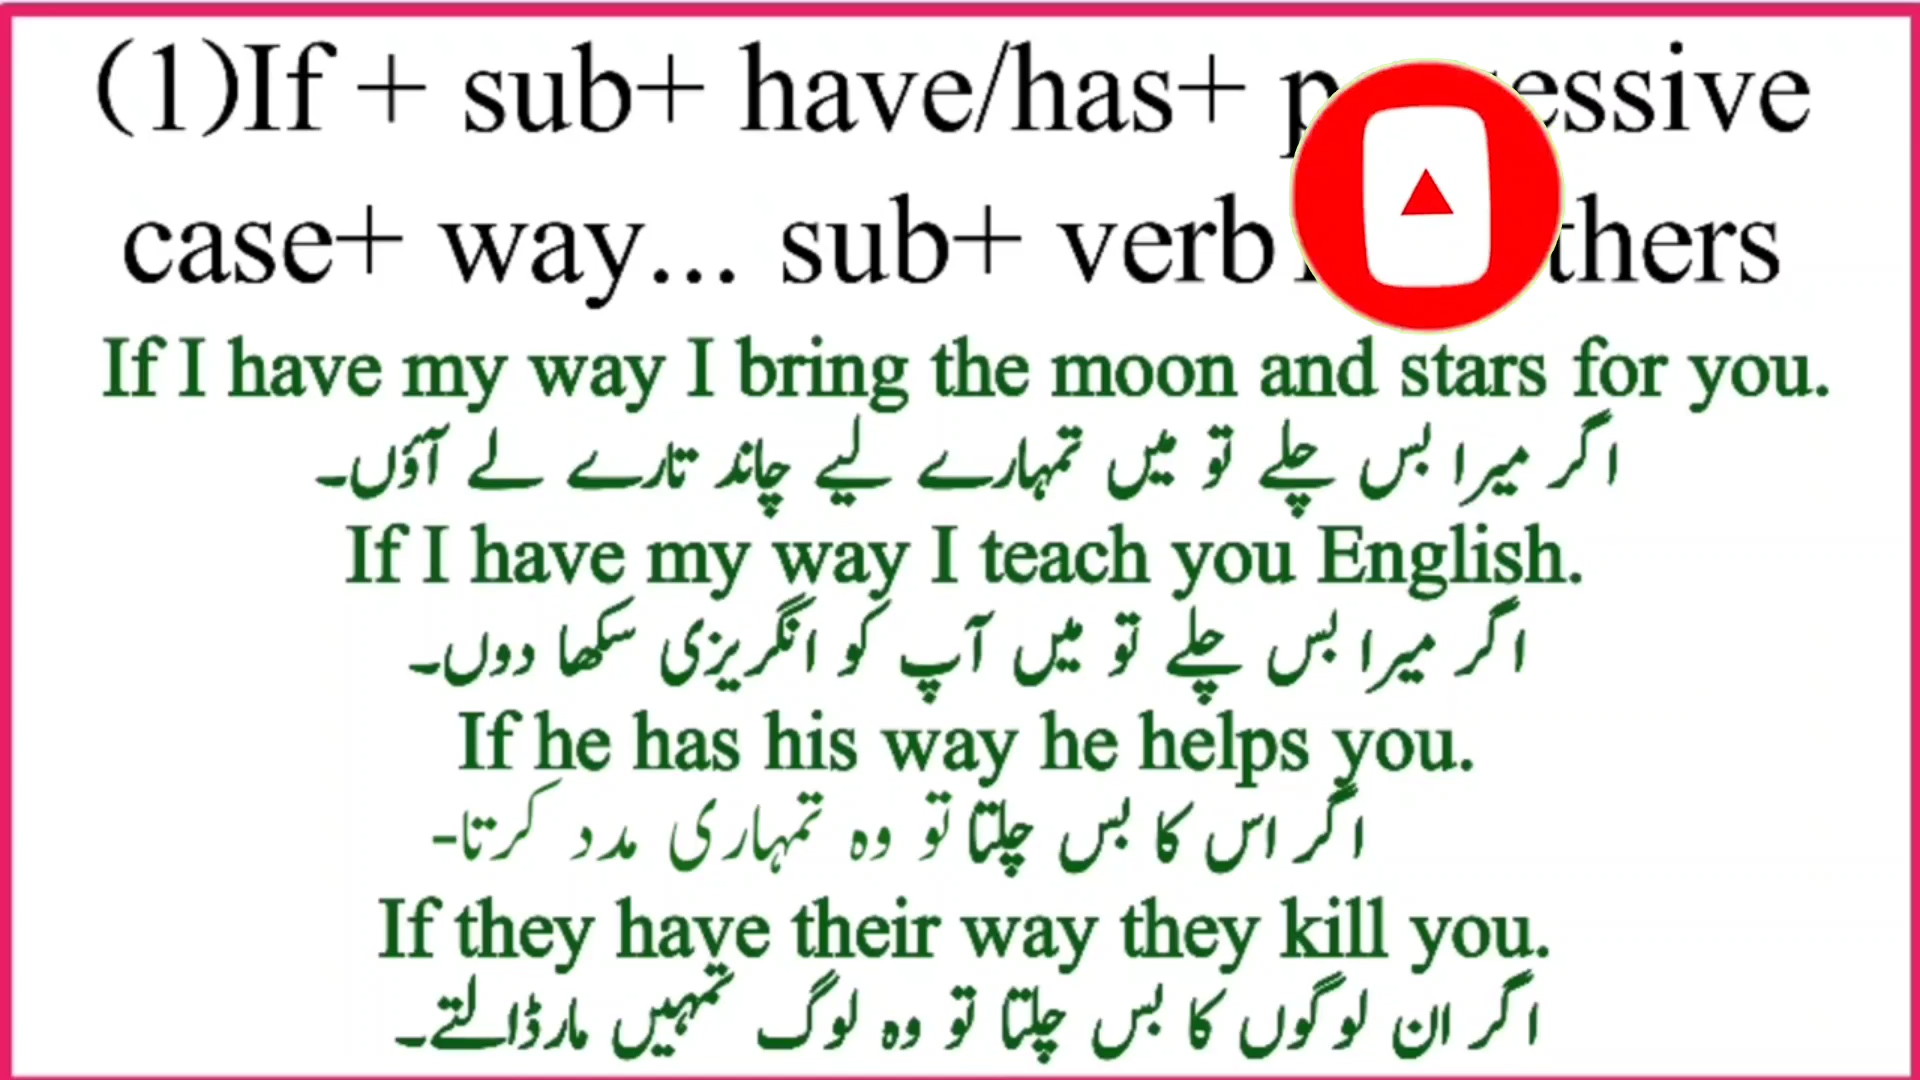 (1)If + sub+ have/has+
case+ way... sub+ verb
If I have my way I bring the moon and stars for you.
اگر میرا بس چلے تو میں تمہارے لیے چاند تارے لے آؤں۔
If I have my way I teach you English.
اگر میرا بس چلے تو میں آپ کو انگریزی سکھا دوں۔
If he has his way he helps you.
اگر اس کا بس چلتا تو وہ تمہاری مدد کرتا-
If they have their way they kill you.
اگر ان لوگوں کا بس چلتا تو وہ لوگ تمہیں مارڈالتے۔